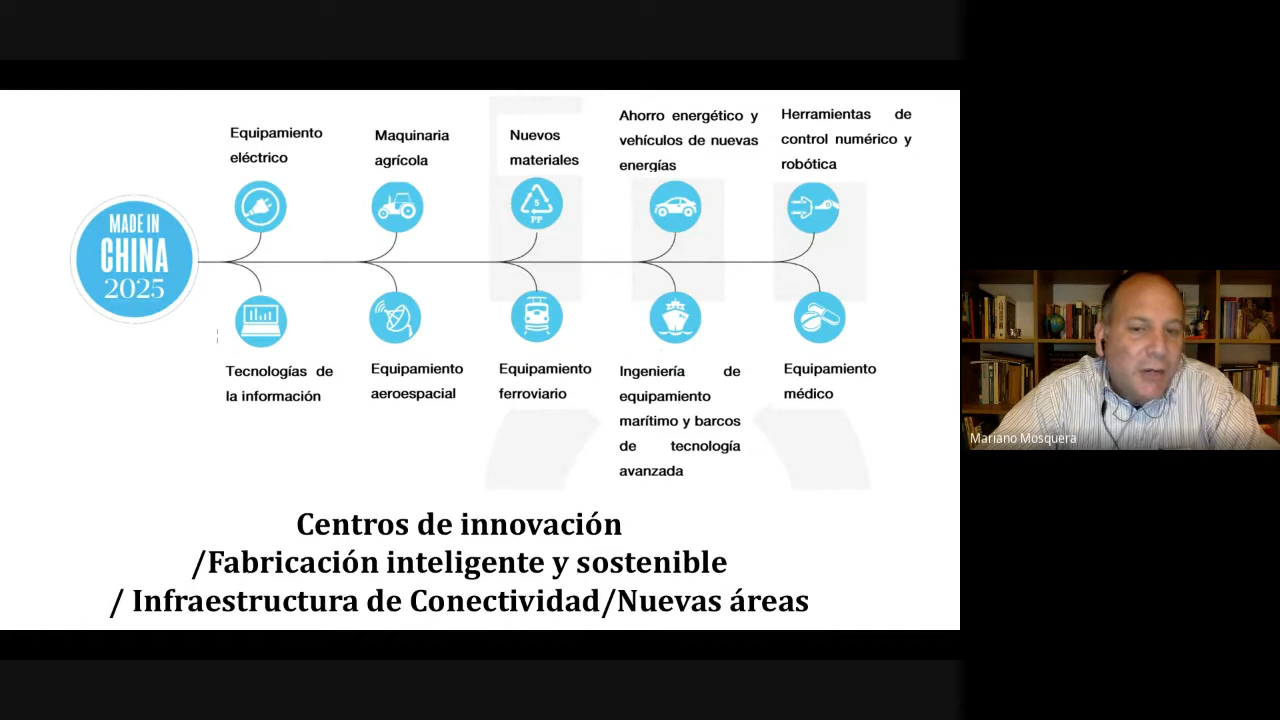 Equipamiento
eléctrico
Maquinaria
agrícola
Nuevos
materiales
Ahorro energético y
vehículos de nuevas
energías
Herramientas de
control numérico y
robótica
MADE IN
CHINA
2025
5
PP
Tecnologías de
la información
Equipamiento
aeroespacial
Equipamiento
ferroviario
Ingeniería de
equipamiento
marítimo y barcos
de tecnología
avanzada
Equipamiento
médico
Centros de innovación
/Fabricación inteligente y sostenible
/ Infraestructura de Conectividad/Nuevas áreas
Mariano Mosquera